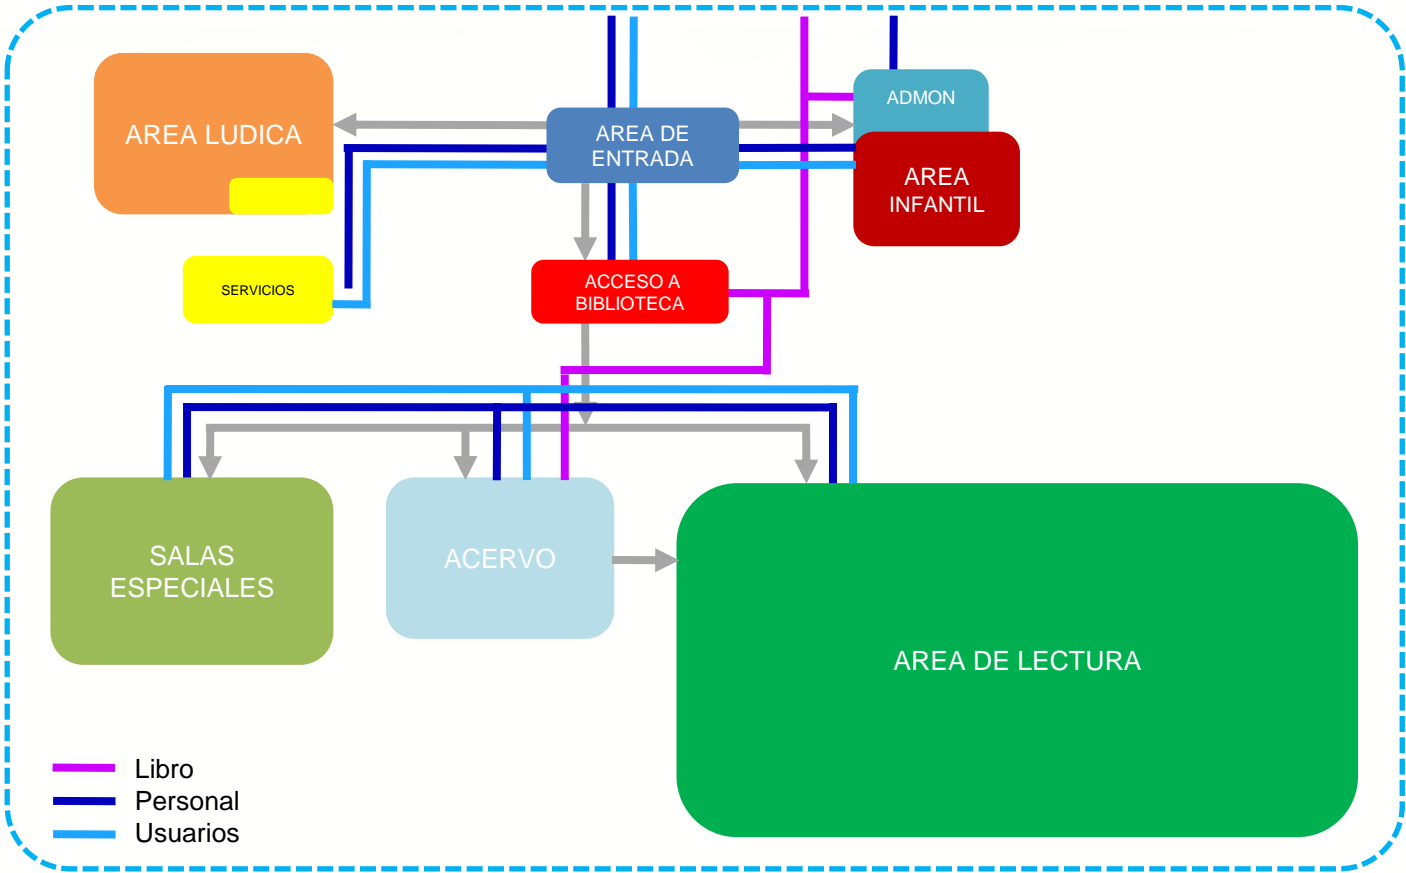 ADMON
AREA LUDICA
AREA DE
ENTRADA
AREA
INFANTIL
SERVICIOS
ACCESO A
BIBLIOTECA
SALAS
ESPECIALES
ACERVO
AREA DE LECTURA
Libro
Personal
Usuarios